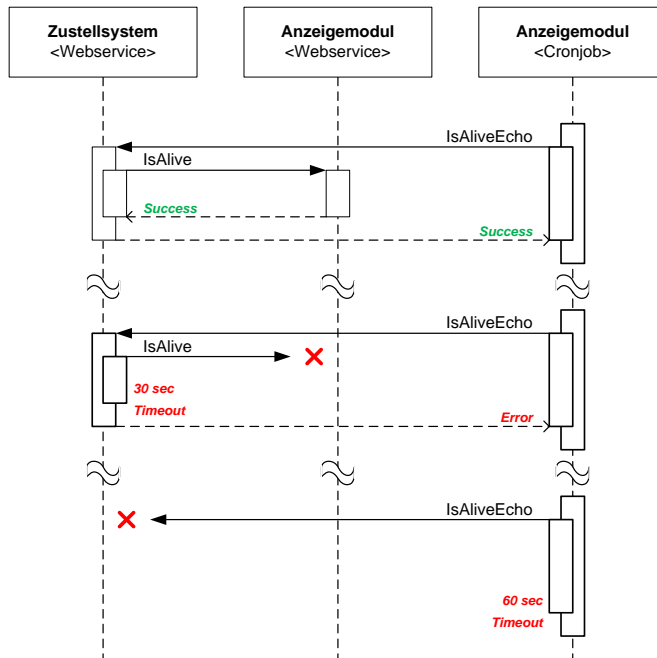 Zustellsystem
<Webservice>
Anzeigemodul
<Webservice>
Anzeigemodul
<Cronjob>
IsAliveEcho
IsAlive
Success
Success
IsAliveEcho
IsAlive
30 sec
Timeout
Error
IsAliveEcho
60 sec
Timeout